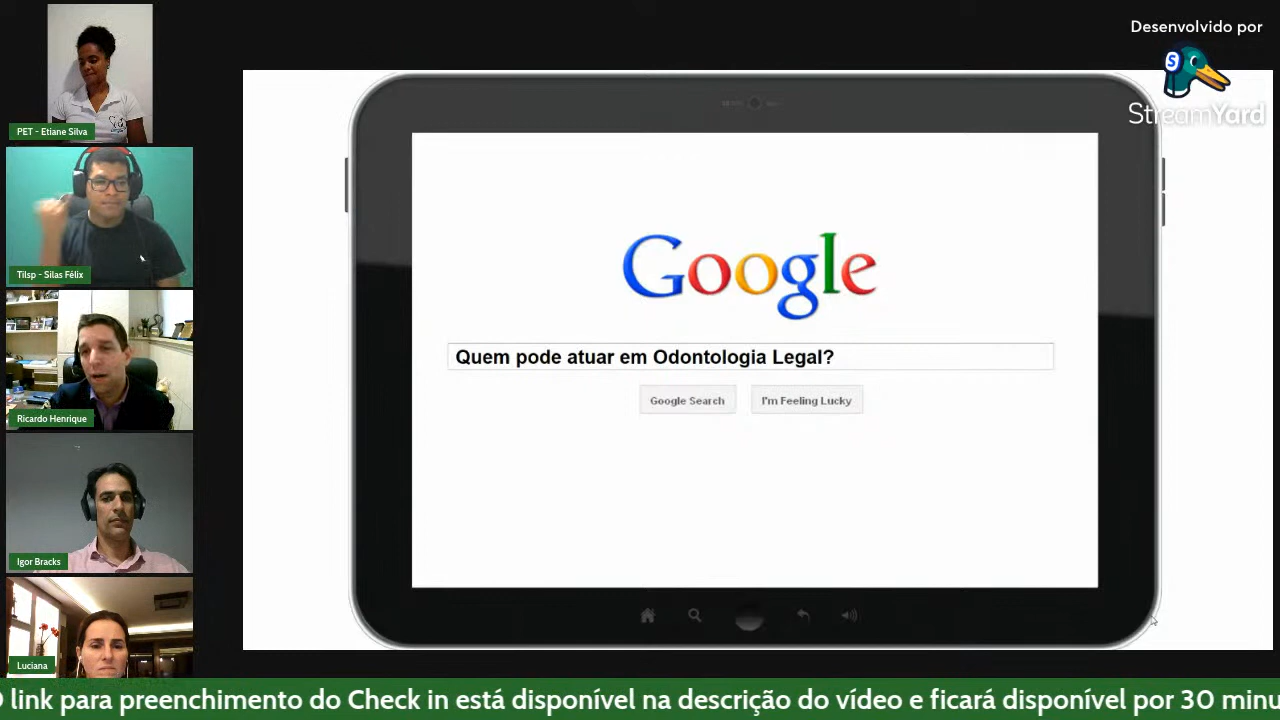 Desenvolvido por
S
StreamYard
PET - Etiane Silva
Tilsp - Silas Félix
Ricardo Henrique
Igor Bracks
Luciana
Google
Quem pode atuar em Odontologia Legal?
Google Search
I'm Feeling Lucky
O link para preenchimento do Check in está disponível na descrição do vídeo e ficará disponível por 30 minu